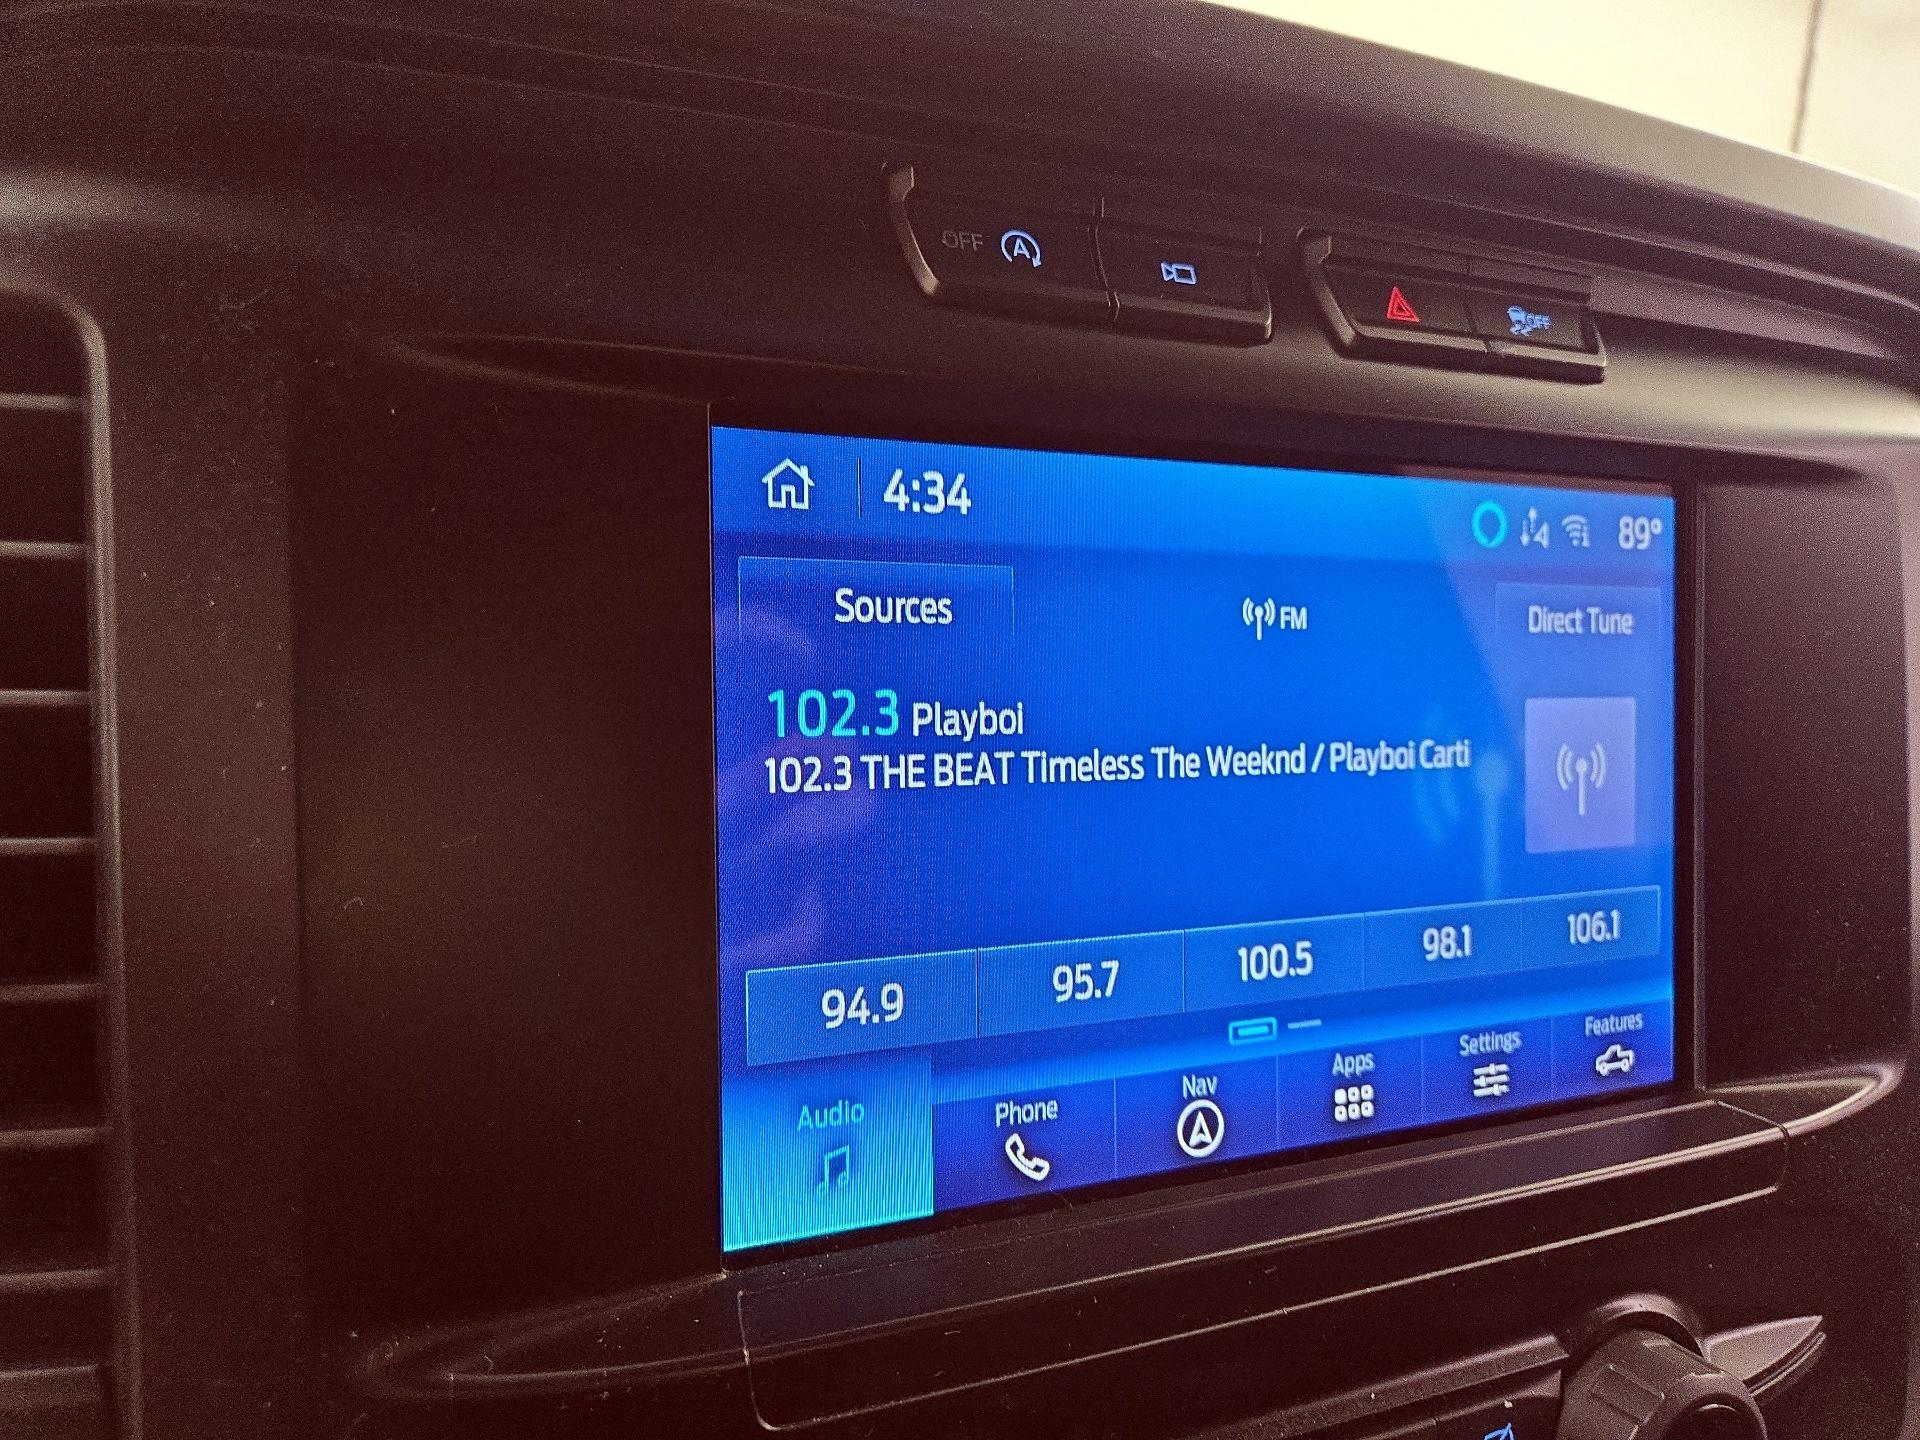 OFF A
OFF
4:34
89°
Sources
FM
Direct Tune
102.3 Playboi
102.3 THE BEAT Timeless The Weeknd / Playboi Carti
94.9
95.7
100.5
98.1
106.1
Audio
Phone
Nav
Apps
Settings
Features